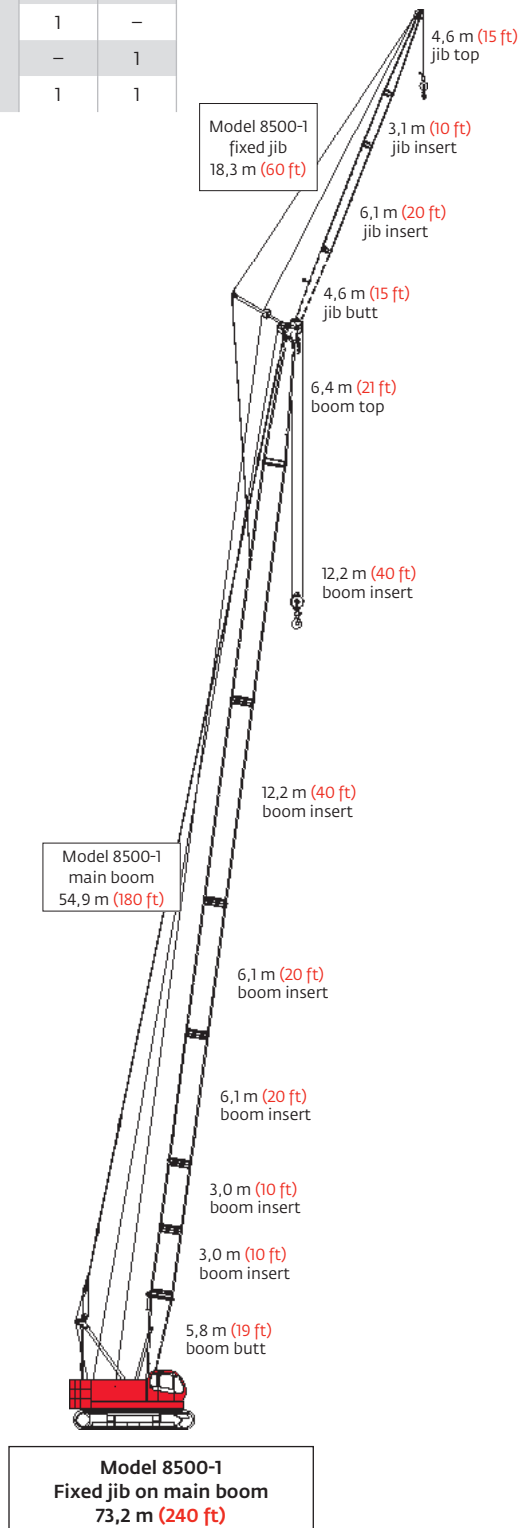 1 –
– 1
1 1
4,6 m (15 ft)
jib top
Model 8500-1
fixed jib
18,3 m (60 ft)
3,1 m (10 ft)
jib insert
6,1 m (20 ft)
jib insert
4,6 m (15 ft)
jib butt
6,4 m (21 ft)
boom top
12,2 m (40 ft)
boom insert
12,2 m (40 ft)
boom insert
Model 8500-1
main boom
54,9 m (180 ft)
6,1 m (20 ft)
boom insert
6,1 m (20 ft)
boom insert
3,0 m (10 ft)
boom insert
3,0 m (10 ft)
boom insert
5,8 m (19 ft)
boom butt
Model 8500-1
Fixed jib on main boom
73,2 m (240 ft)